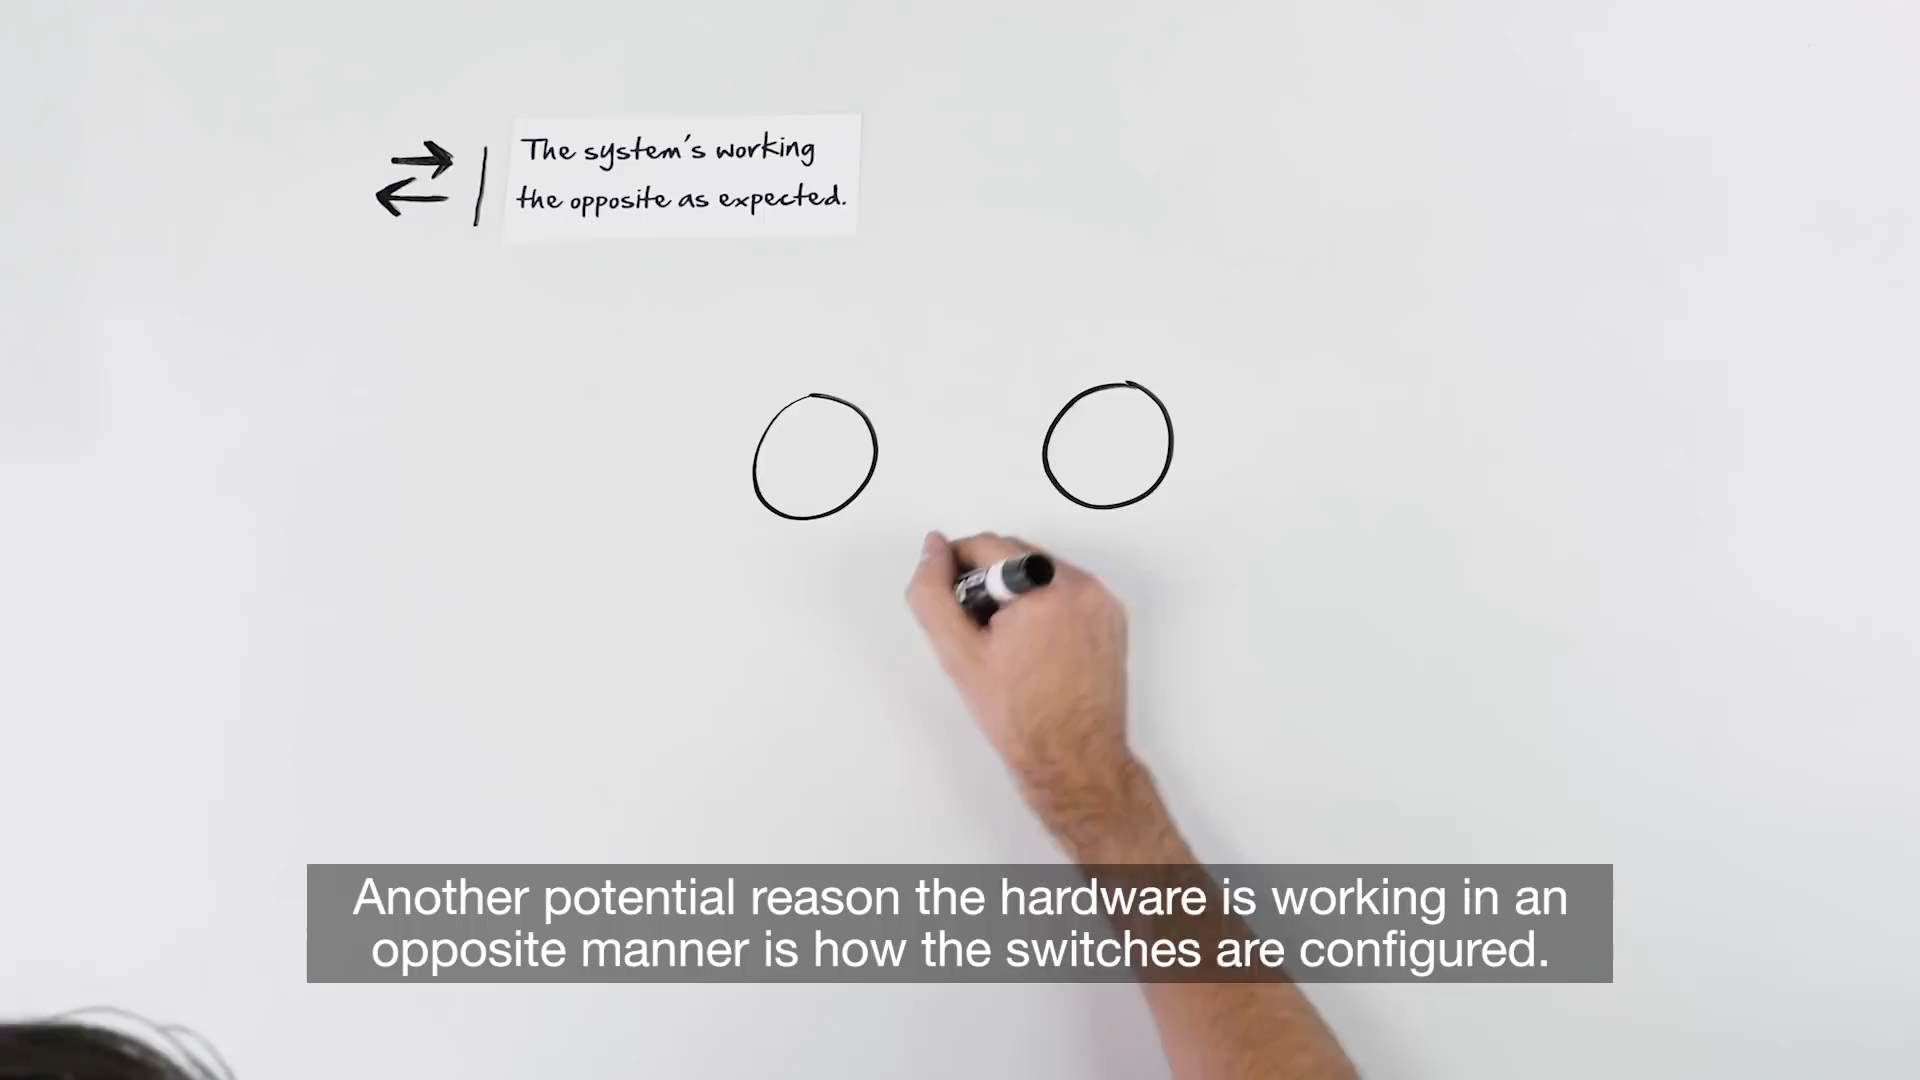 The system's working
the opposite as expected.
Another potential reason the hardware is working in an
opposite manner is how the switches are configured.